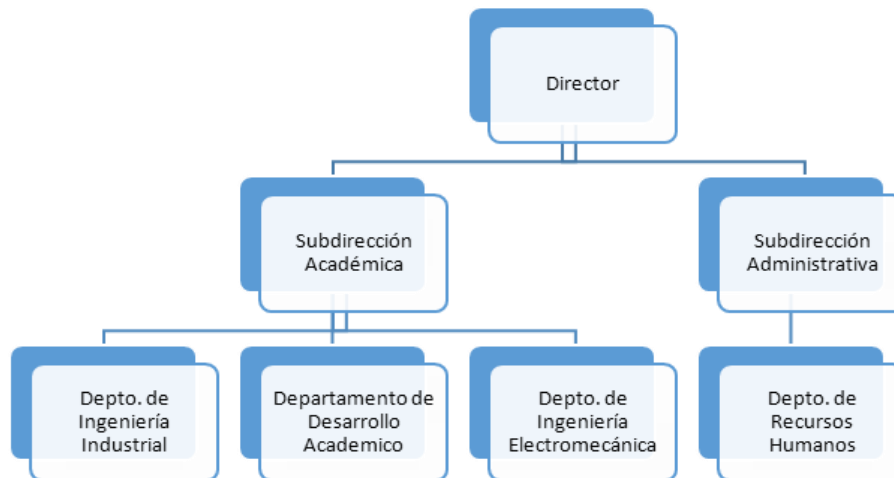 Director
Subdirección
Académica
Subdirección
Administrativa
Depto. de
Ingeniería
Industrial
Departamento de
Desarrollo
Academico
Depto. de
Ingeniería
Electromecánica
Depto. de
Recursos
Humanos